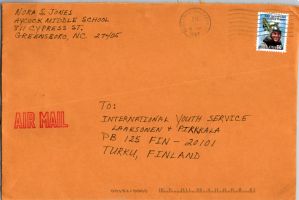 NORA S. JONES
AYCOCK MIDDLE SCHOOL
811 CYPRESS ST.
GREENSBORO, NC 27405
AIR MAIL
TO:
INTERNATIONAL YOUTH SERVICE
LAAKSONEN & PIRKKALA
PB 125 FIN - 20101
TURKU, FINLAND